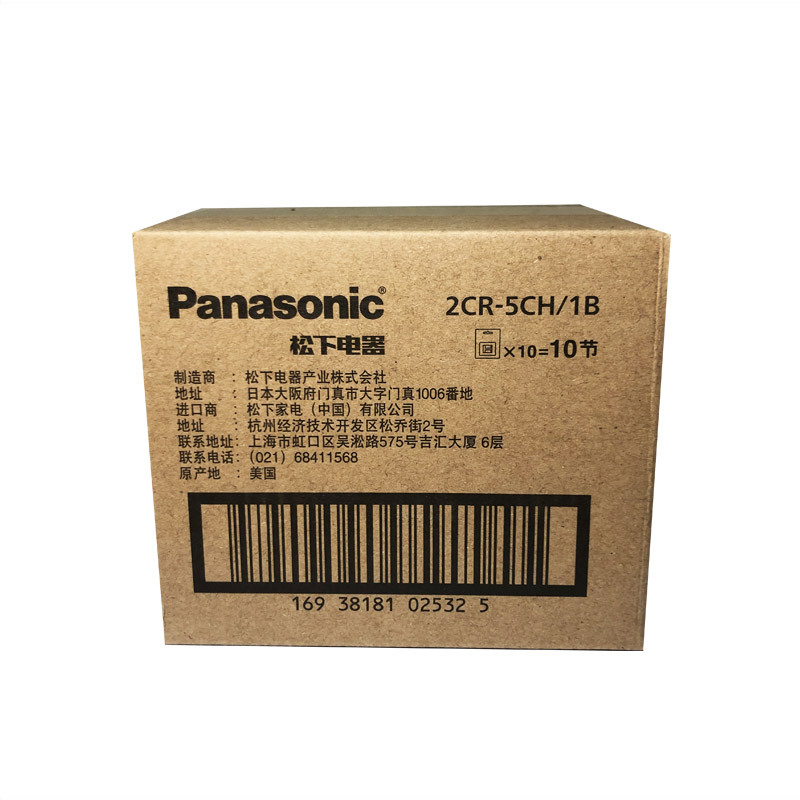 Panasonic® 2CR-5CH/1B
松下电器 ×10=10节
制造商：松下电器产业株式会社
地址：日本大阪府门真市大字门真1006番地
进口商：松下家电（中国）有限公司
地址：杭州经济技术开发区松乔街2号
联系地址：上海市虹口区吴淞路575号吉汇大厦 6层
联系电话：（021）68411568
原产地：美国
169 38181 02532 5